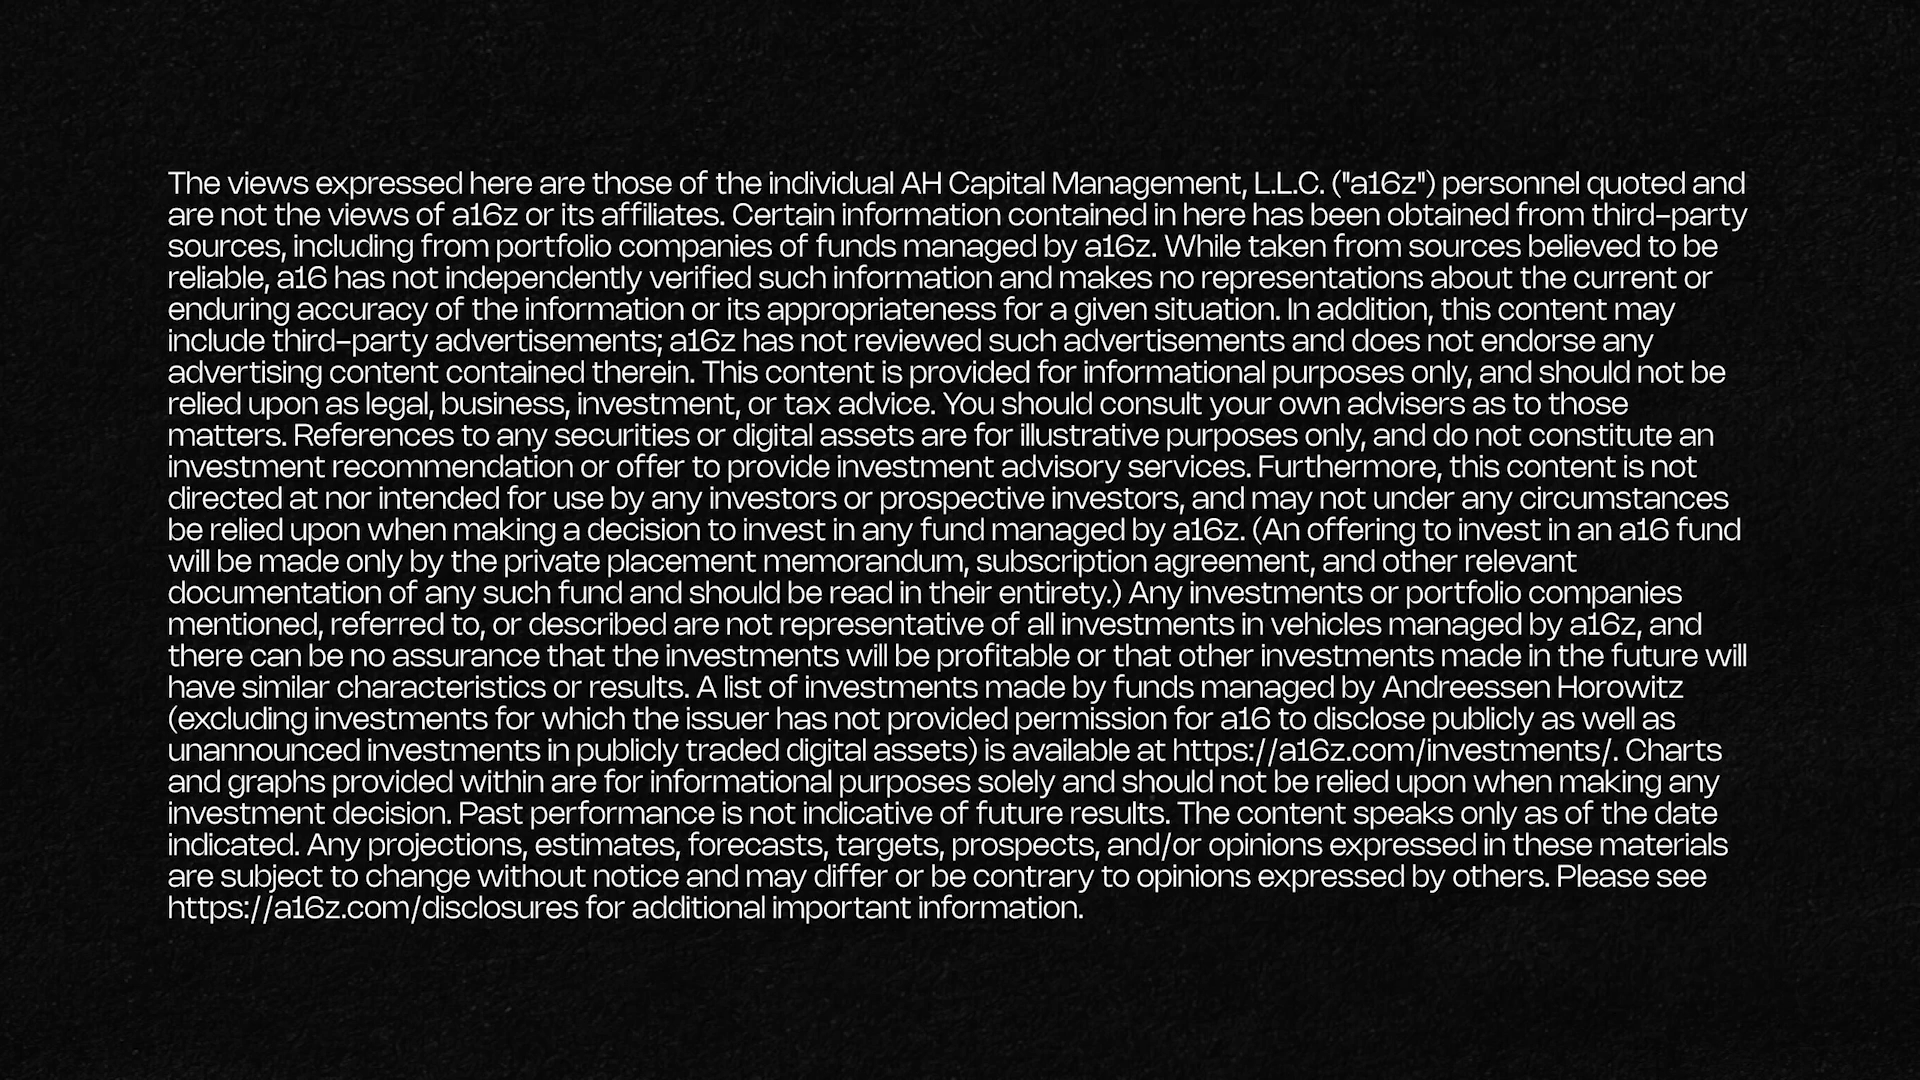 The views expressed here are those of the individual AH Capital Management, L.L.C. ("a16z") personnel quoted and
are not the views of a16z or its affiliates. Certain information contained in here has been obtained from third-party
sources, including from portfolio companies of funds managed by a16z. While taken from sources believed to be
reliable, a16 has not independently verified such information and makes no representations about the current or
enduring accuracy of the information or its appropriateness for a given situation. In addition, this content may
include third-party advertisements; a16z has not reviewed such advertisements and does not endorse any
advertising content contained therein. This content is provided for informational purposes only, and should not be
relied upon as legal, business, investment, or tax advice. You should consult your own advisers as to those
matters. References to any securities or digital assets are for illustrative purposes only, and do not constitute an
investment recommendation or offer to provide investment advisory services. Furthermore, this content is not
directed at nor intended for use by any investors or prospective investors, and may not under any circumstances
be relied upon when making a decision to invest in any fund managed by a16z. (An offering to invest in an a16 fund
will be made only by the private placement memorandum, subscription agreement, and other relevant
documentation of any such fund and should be read in their entirety.) Any investments or portfolio companies
mentioned, referred to, or described are not representative of all investments in vehicles managed by a16z, and
there can be no assurance that the investments will be profitable or that other investments made in the future will
have similar characteristics or results. A list of investments made by funds managed by Andreessen Horowitz
(excluding investments for which the issuer has not provided permission for a16 to disclose publicly as well as
unannounced investments in publicly traded digital assets) is available at https://a16z.com/investments/. Charts
and graphs provided within are for informational purposes solely and should not be relied upon when making any
investment decision. Past performance is not indicative of future results. The content speaks only as of the date
indicated. Any projections, estimates, forecasts, targets, prospects, and/or opinions expressed in these materials
are subject to change without notice and may differ or be contrary to opinions expressed by others. Please see
https://a16z.com/disclosures for additional important information.